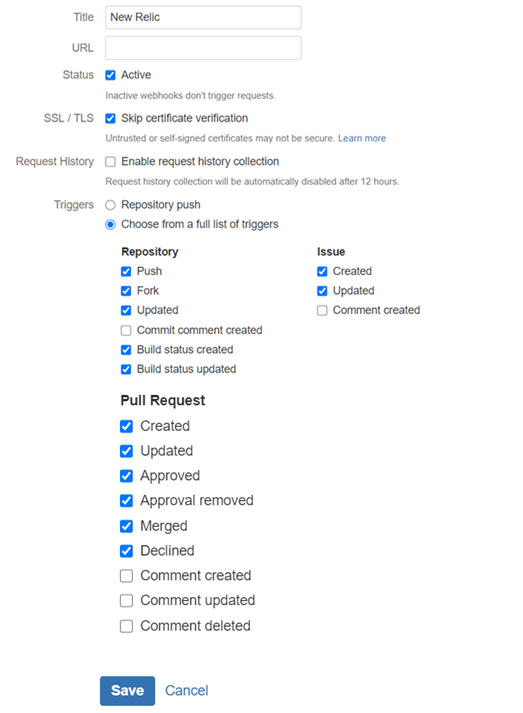 Title New Relic
URL
Status Active
Inactive webhooks don't trigger requests.
SSL / TLS Skip certificate verification
Untrusted or self-signed certificates may not be secure. Learn more
Request History Enable request history collection
Request history collection will be automatically disabled after 12 hours.
Triggers Repository push
Choose from a full list of triggers
Repository
Push
Fork
Updated
Commit comment created
Build status created
Build status updated
Issue
Created
Updated
Comment created
Pull Request
Created
Updated
Approved
Approval removed
Merged
Declined
Comment created
Comment updated
Comment deleted
Save Cancel